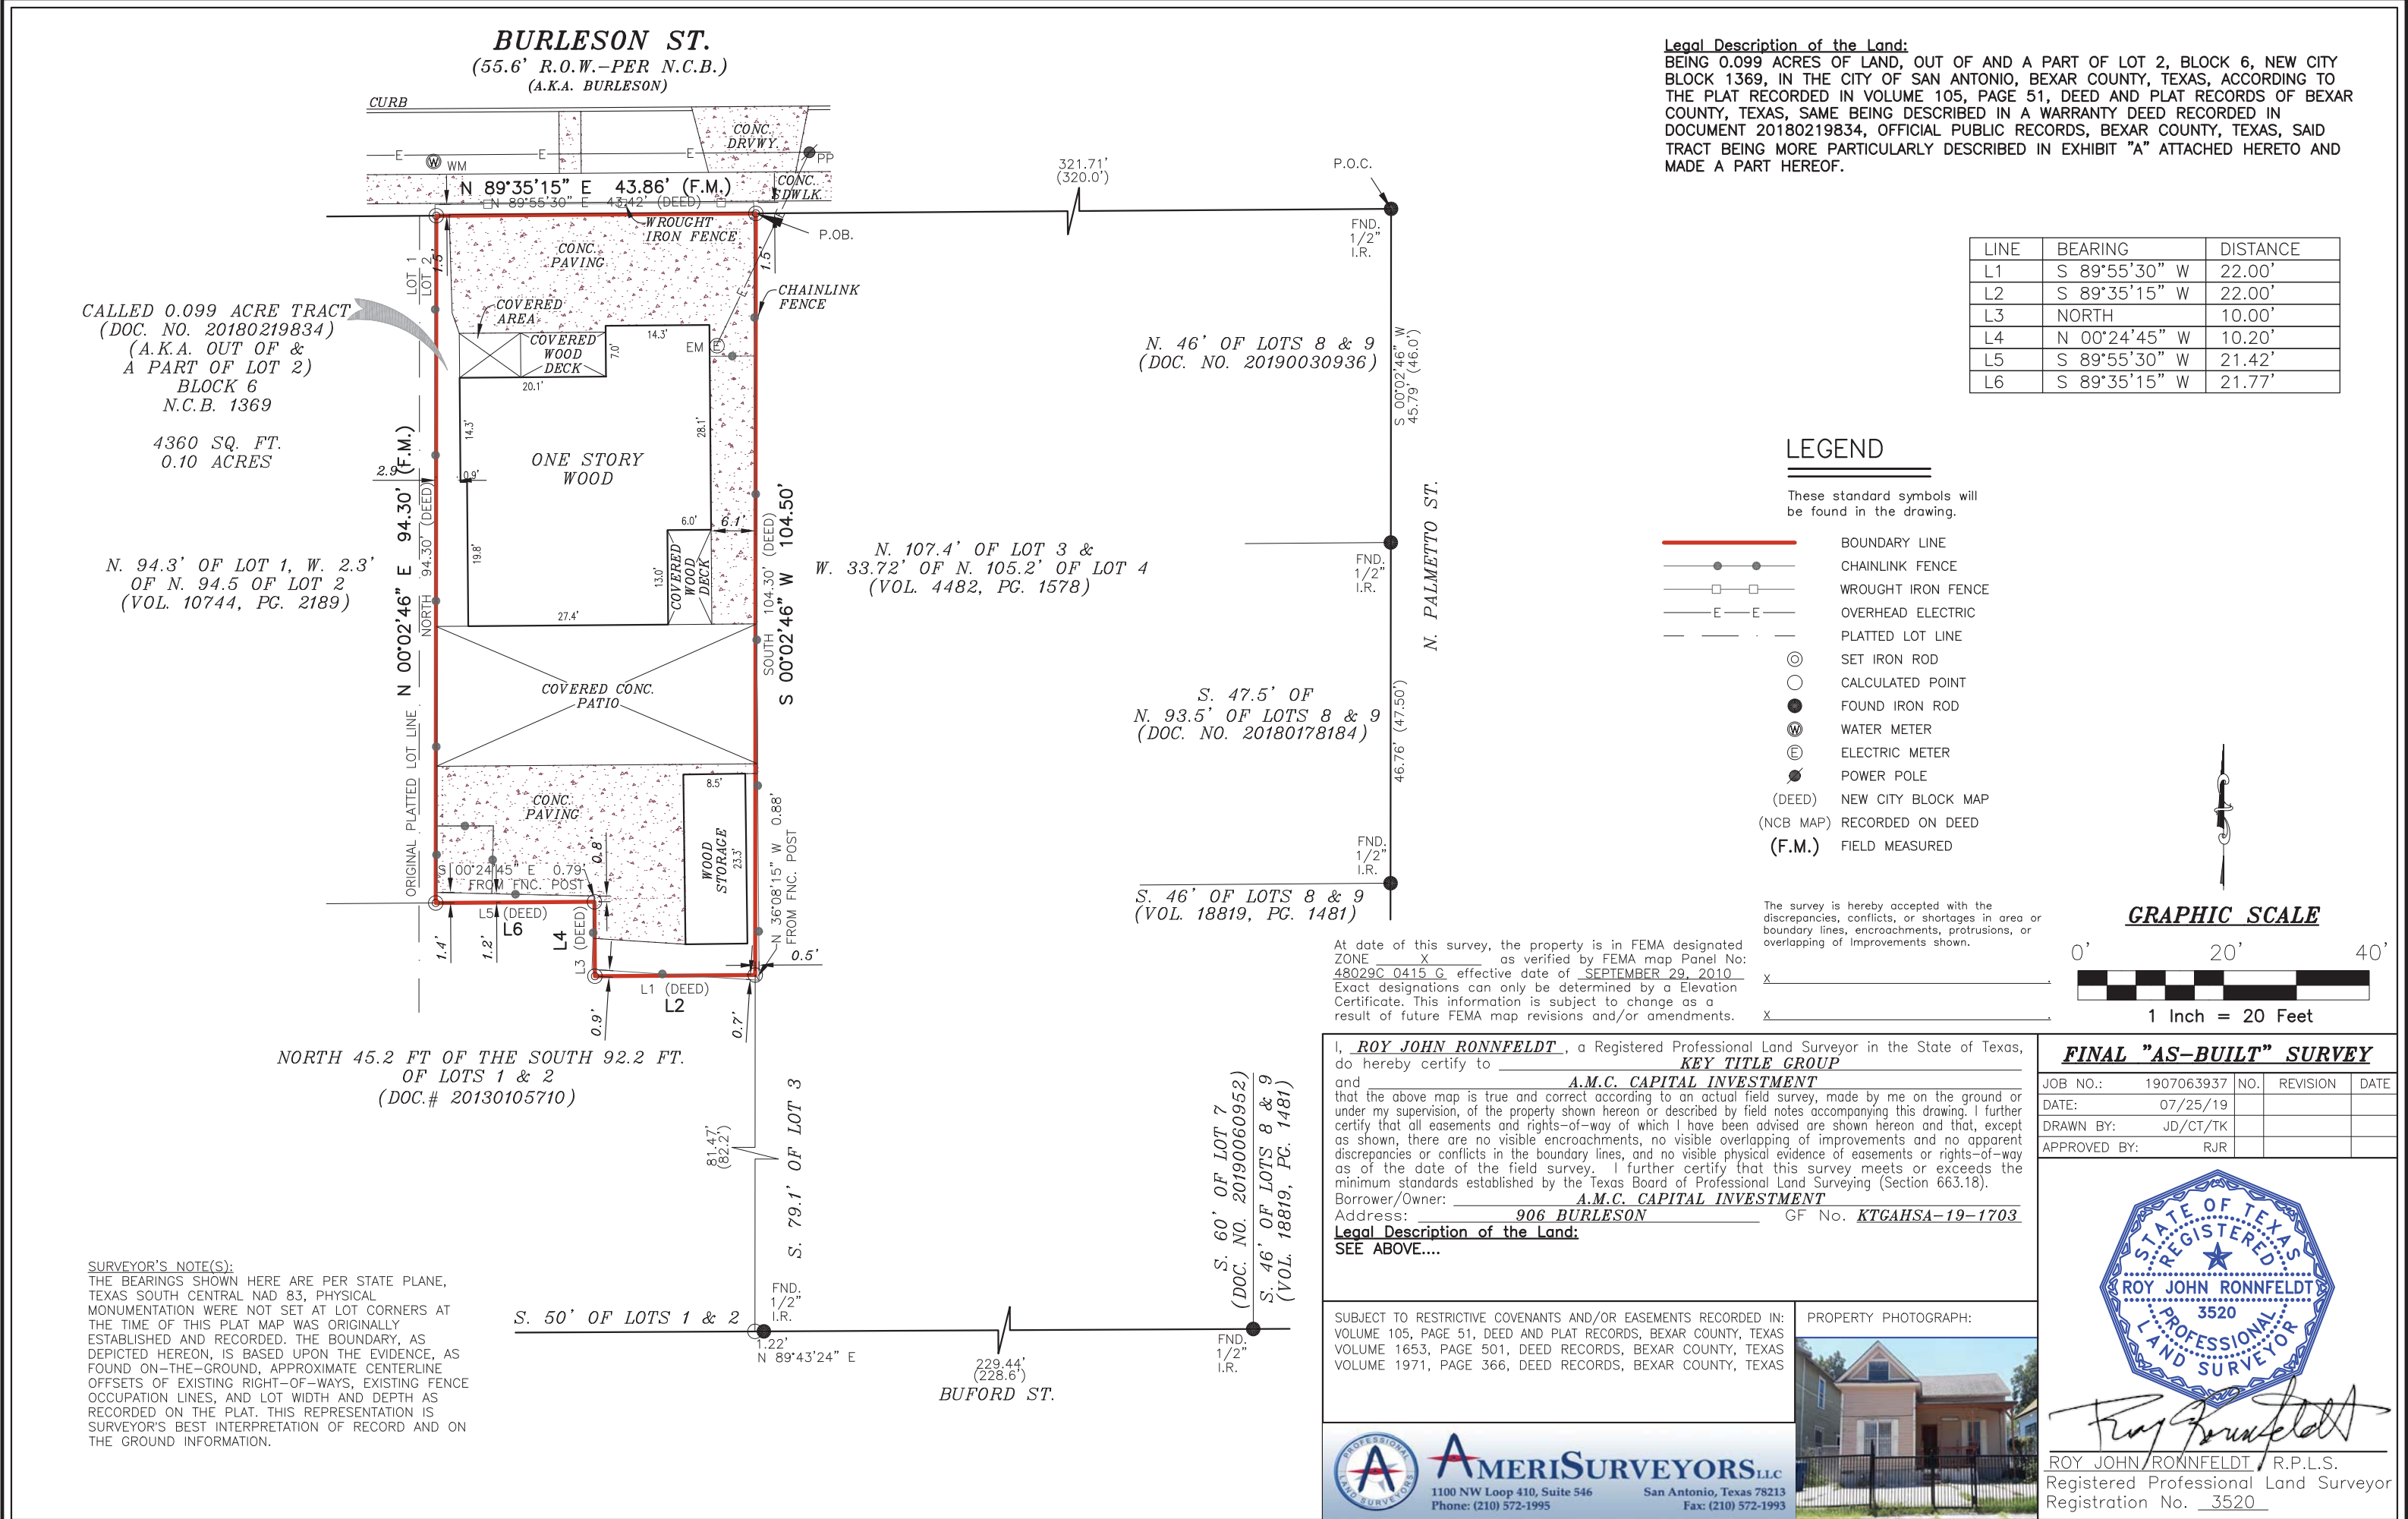 BURLESON ST.
(55.6' R.O.W.-PER N.C.B.)
(A.K.A. BURLESON)
CURB
CONC.
DRVWY.
E
E
E
PP
W
WM
CONC.
SDWLK.
N 89°35'15" E 43.86' (F.M.)
N 89°55'30" E 43.42' (DEED)
WROUGHT
IRON FENCE
P.OB.
321.71'
(320.0')
P.O.C.
FND.
1/2"
I.R.
LOT 1
LOT 2
1.5'
1.5'
CONC.
PAVING
CHAINLINK
FENCE
E
COVERED
AREA
COVERED
WOOD
DECK
14.3'
7.0'
EM
E
20.1'
CALLED 0.099 ACRE TRACT
(DOC. NO. 20180219834)
(A.K.A. OUT OF &
A PART OF LOT 2)
BLOCK 6
N.C.B. 1369
4360 SQ. FT.
0.10 ACRES
14.3'
28.1'
ONE STORY
WOOD
2.9'
0.9'
19.8'
6.0'
6.1'
13.0'
COVERED
WOOD
DECK
27.4'
N 00°02'46" E 94.30' (F.M.)
NORTH 94.30' (DEED)
SOUTH 104.30' (DEED)
S 00°02'46" W 104.50'
N. 94.3' OF LOT 1, W. 2.3'
OF N. 94.5 OF LOT 2
(VOL. 10744, PG. 2189)
ORIGINAL PLATTED LOT LINE
COVERED CONC.
PATIO
CONC.
PAVING
8.5'
WOOD
STORAGE
23.3'
0.8'
S 00°24'45" E 0.79'
FROM FNC. POST
N 36°08'15" W 0.88'
FROM FNC. POST
L5 (DEED)
L6
L4
L3 (DEED)
1.4'
1.2'
0.5'
L1 (DEED)
L2
0.9'
0.7'
NORTH 45.2 FT OF THE SOUTH 92.2 FT.
OF LOTS 1 & 2
(DOC.# 20130105710)
81.47'
(82.2')
S. 79.1' OF LOT 3
S. 50' OF LOTS 1 & 2
FND.
1/2"
I.R.
1.22'
N 89°43'24" E
229.44'
(228.6')
BUFORD ST.
FND.
1/2"
I.R.
S. 60' OF LOT 7
(DOC. NO. 20190060952)
S. 46' OF LOTS 8 & 9
(VOL. 18819, PG. 1481)
N. 46' OF LOTS 8 & 9
(DOC. NO. 20190030936)
S 00°02'46" W
45.79' (46.0')
N. 107.4' OF LOT 3 &
W. 33.72' OF N. 105.2' OF LOT 4
(VOL. 4482, PG. 1578)
FND.
1/2"
I.R.
N. PALMETTO ST.
S. 47.5' OF
N. 93.5' OF LOTS 8 & 9
(DOC. NO. 20180178184)
46.76' (47.50')
FND.
1/2"
I.R.
S. 46' OF LOTS 8 & 9
(VOL. 18819, PG. 1481)
SURVEYOR'S NOTE(S):
THE BEARINGS SHOWN HERE ARE PER STATE PLANE,
TEXAS SOUTH CENTRAL NAD 83, PHYSICAL
MONUMENTATION WERE NOT SET AT LOT CORNERS AT
THE TIME OF THIS PLAT MAP WAS ORIGINALLY
ESTABLISHED AND RECORDED. THE BOUNDARY, AS
DEPICTED HEREON, IS BASED UPON THE EVIDENCE, AS
FOUND ON-THE-GROUND, APPROXIMATE CENTERLINE
OFFSETS OF EXISTING RIGHT-OF-WAYS, EXISTING FENCE
OCCUPATION LINES, AND LOT WIDTH AND DEPTH AS
RECORDED ON THE PLAT. THIS REPRESENTATION IS
SURVEYOR'S BEST INTERPRETATION OF RECORD AND ON
THE GROUND INFORMATION.
Legal Description of the Land:
BEING 0.099 ACRES OF LAND, OUT OF AND A PART OF LOT 2, BLOCK 6, NEW CITY
BLOCK 1369, IN THE CITY OF SAN ANTONIO, BEXAR COUNTY, TEXAS, ACCORDING TO
THE PLAT RECORDED IN VOLUME 105, PAGE 51, DEED AND PLAT RECORDS OF BEXAR
COUNTY, TEXAS, SAME BEING DESCRIBED IN A WARRANTY DEED RECORDED IN
DOCUMENT 20180219834, OFFICIAL PUBLIC RECORDS, BEXAR COUNTY, TEXAS, SAID
TRACT BEING MORE PARTICULARLY DESCRIBED IN EXHIBIT "A" ATTACHED HERETO AND
MADE A PART HEREOF.
LINE BEARING DISTANCE
L1 S 89°55'30" W 22.00'
L2 S 89°35'15" W 22.00'
L3 NORTH 10.00'
L4 N 00°24'45" W 10.20'
L5 S 89°55'30" W 21.42'
L6 S 89°35'15" W 21.77'
LEGEND
These standard symbols will
be found in the drawing.
BOUNDARY LINE
CHAINLINK FENCE
WROUGHT IRON FENCE
E E OVERHEAD ELECTRIC
PLATTED LOT LINE
SET IRON ROD
CALCULATED POINT
FOUND IRON ROD
W WATER METER
E ELECTRIC METER
POWER POLE
(DEED) NEW CITY BLOCK MAP
(NCB MAP) RECORDED ON DEED
(F.M.) FIELD MEASURED
The survey is hereby accepted with the
discrepancies, conflicts, or shortages in area or
boundary lines, encroachments, protrusions, or
overlapping of Improvements shown.
X
X
GRAPHIC SCALE
0' 20' 40'
1 Inch = 20 Feet
At date of this survey, the property is in FEMA designated
ZONE X as verified by FEMA map Panel No:
48029C 0415 G effective date of SEPTEMBER 29, 2010
Exact designations can only be determined by a Elevation
Certificate. This information is subject to change as a
result of future FEMA map revisions and/or amendments.
I, ROY JOHN RONNFELDT, a Registered Professional Land Surveyor in the State of Texas,
do hereby certify to KEY TITLE GROUP
and A.M.C. CAPITAL INVESTMENT
that the above map is true and correct according to an actual field survey, made by me on the ground or
under my supervision, of the property shown hereon or described by field notes accompanying this drawing. I further
certify that all easements and rights-of-way of which I have been advised are shown hereon and that, except
as shown, there are no visible encroachments, no visible overlapping of improvements and no apparent
discrepancies or conflicts in the boundary lines, and no visible physical evidence of easements or rights-of-way
as of the date of the field survey. I further certify that this survey meets or exceeds the
minimum standards established by the Texas Board of Professional Land Surveying (Section 663.18).
Borrower/Owner: A.M.C. CAPITAL INVESTMENT
Address: 906 BURLESON GF No. KTGAHSA-19-1703
Legal Description of the Land:
SEE ABOVE....
SUBJECT TO RESTRICTIVE COVENANTS AND/OR EASEMENTS RECORDED IN:
VOLUME 105, PAGE 51, DEED AND PLAT RECORDS, BEXAR COUNTY, TEXAS
VOLUME 1653, PAGE 501, DEED RECORDS, BEXAR COUNTY, TEXAS
VOLUME 1971, PAGE 366, DEED RECORDS, BEXAR COUNTY, TEXAS
PROPERTY PHOTOGRAPH:
PROFESSIONAL
LAND SURVEYORS
A
AMERISURVEYORS LLC
1100 NW Loop 410, Suite 546 San Antonio, Texas 78213
Phone: (210) 572-1995 Fax: (210) 572-1993
FINAL "AS-BUILT" SURVEY
JOB NO.: 1907063937 NO. REVISION DATE
DATE: 07/25/19
DRAWN BY: JD/CT/TK
APPROVED BY: RJR
STATE OF TEXAS
REGISTERED
ROY JOHN RONNFELDT
3520
PROFESSIONAL
LAND SURVEYOR
Roy Ronnfeldt
ROY JOHN RONNFELDT, R.P.L.S.
Registered Professional Land Surveyor
Registration No. 3520